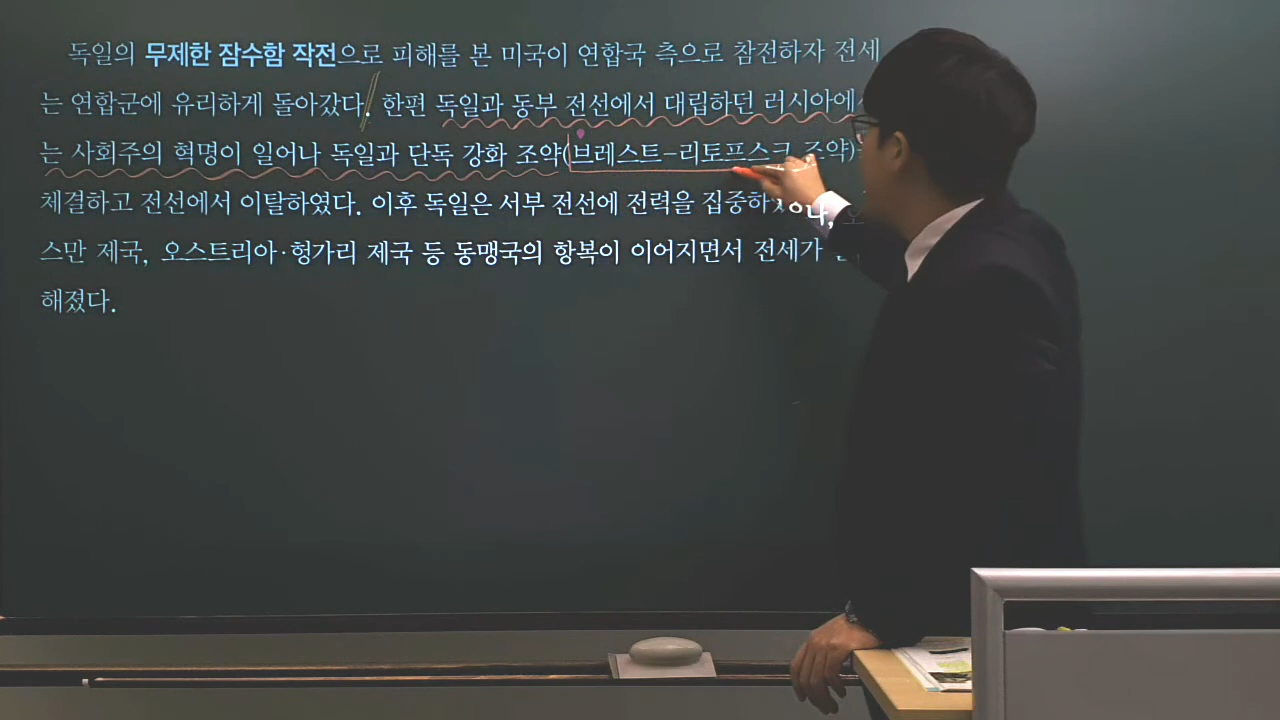 독일의 무제한 잠수함 작전으로 피해를 본 미국이 연합국 측으로 참전하자 전세
는 연합군에 유리하게 돌아갔다. 한편 독일과 동부 전선에서 대립하던 러시아에서
는 사회주의 혁명이 일어나 독일과 단독 강화 조약(브레스트-리토프스크 조약)
체결하고 전선에서 이탈하였다. 이후 독일은 서부 전선에 전력을 집중하였으나,
스만 제국, 오스트리아·헝가리 제국 등 동맹국의 항복이 이어지면서 전세가
해졌다.